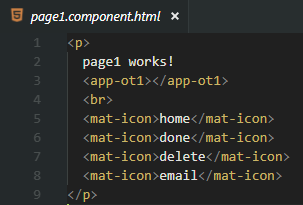 page1.component.html ×
1 <p>
2 page1 works!
3 <app-ot1></app-ot1>
4 <br>
5 <mat-icon>home</mat-icon>
6 <mat-icon>done</mat-icon>
7 <mat-icon>delete</mat-icon>
8 <mat-icon>email</mat-icon>
9 </p>